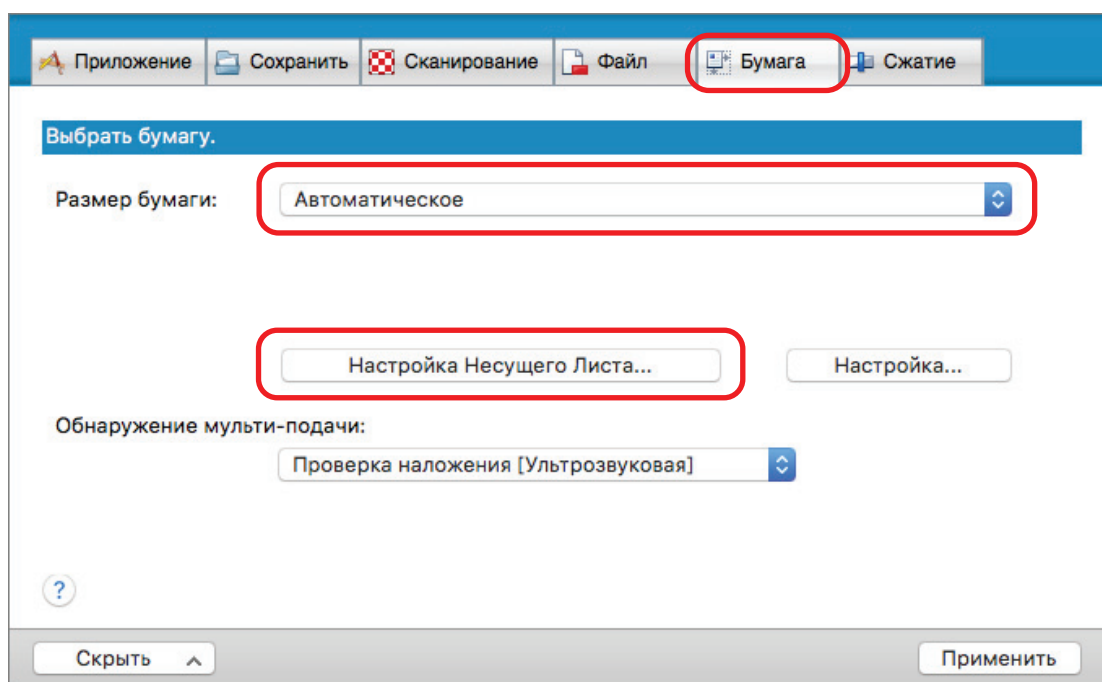 Приложение Сохранить Сканирование Файл Бумага Сжатие
Выбрать бумагу.
Размер бумаги: Автоматическое
Настройка Несущего Листа... Настройка...
Обнаружение мульти-подачи:
Проверка наложения [Ультрозвуковая]
?
Скрыть Применить